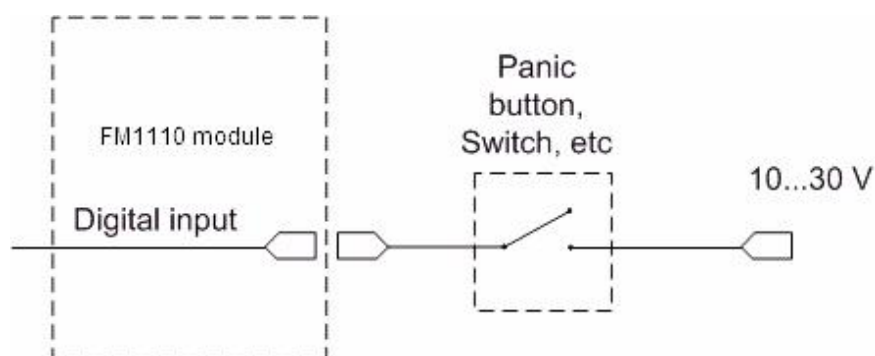 Panic
button,
Switch, etc
FM1110 module
10...30 V
Digital input